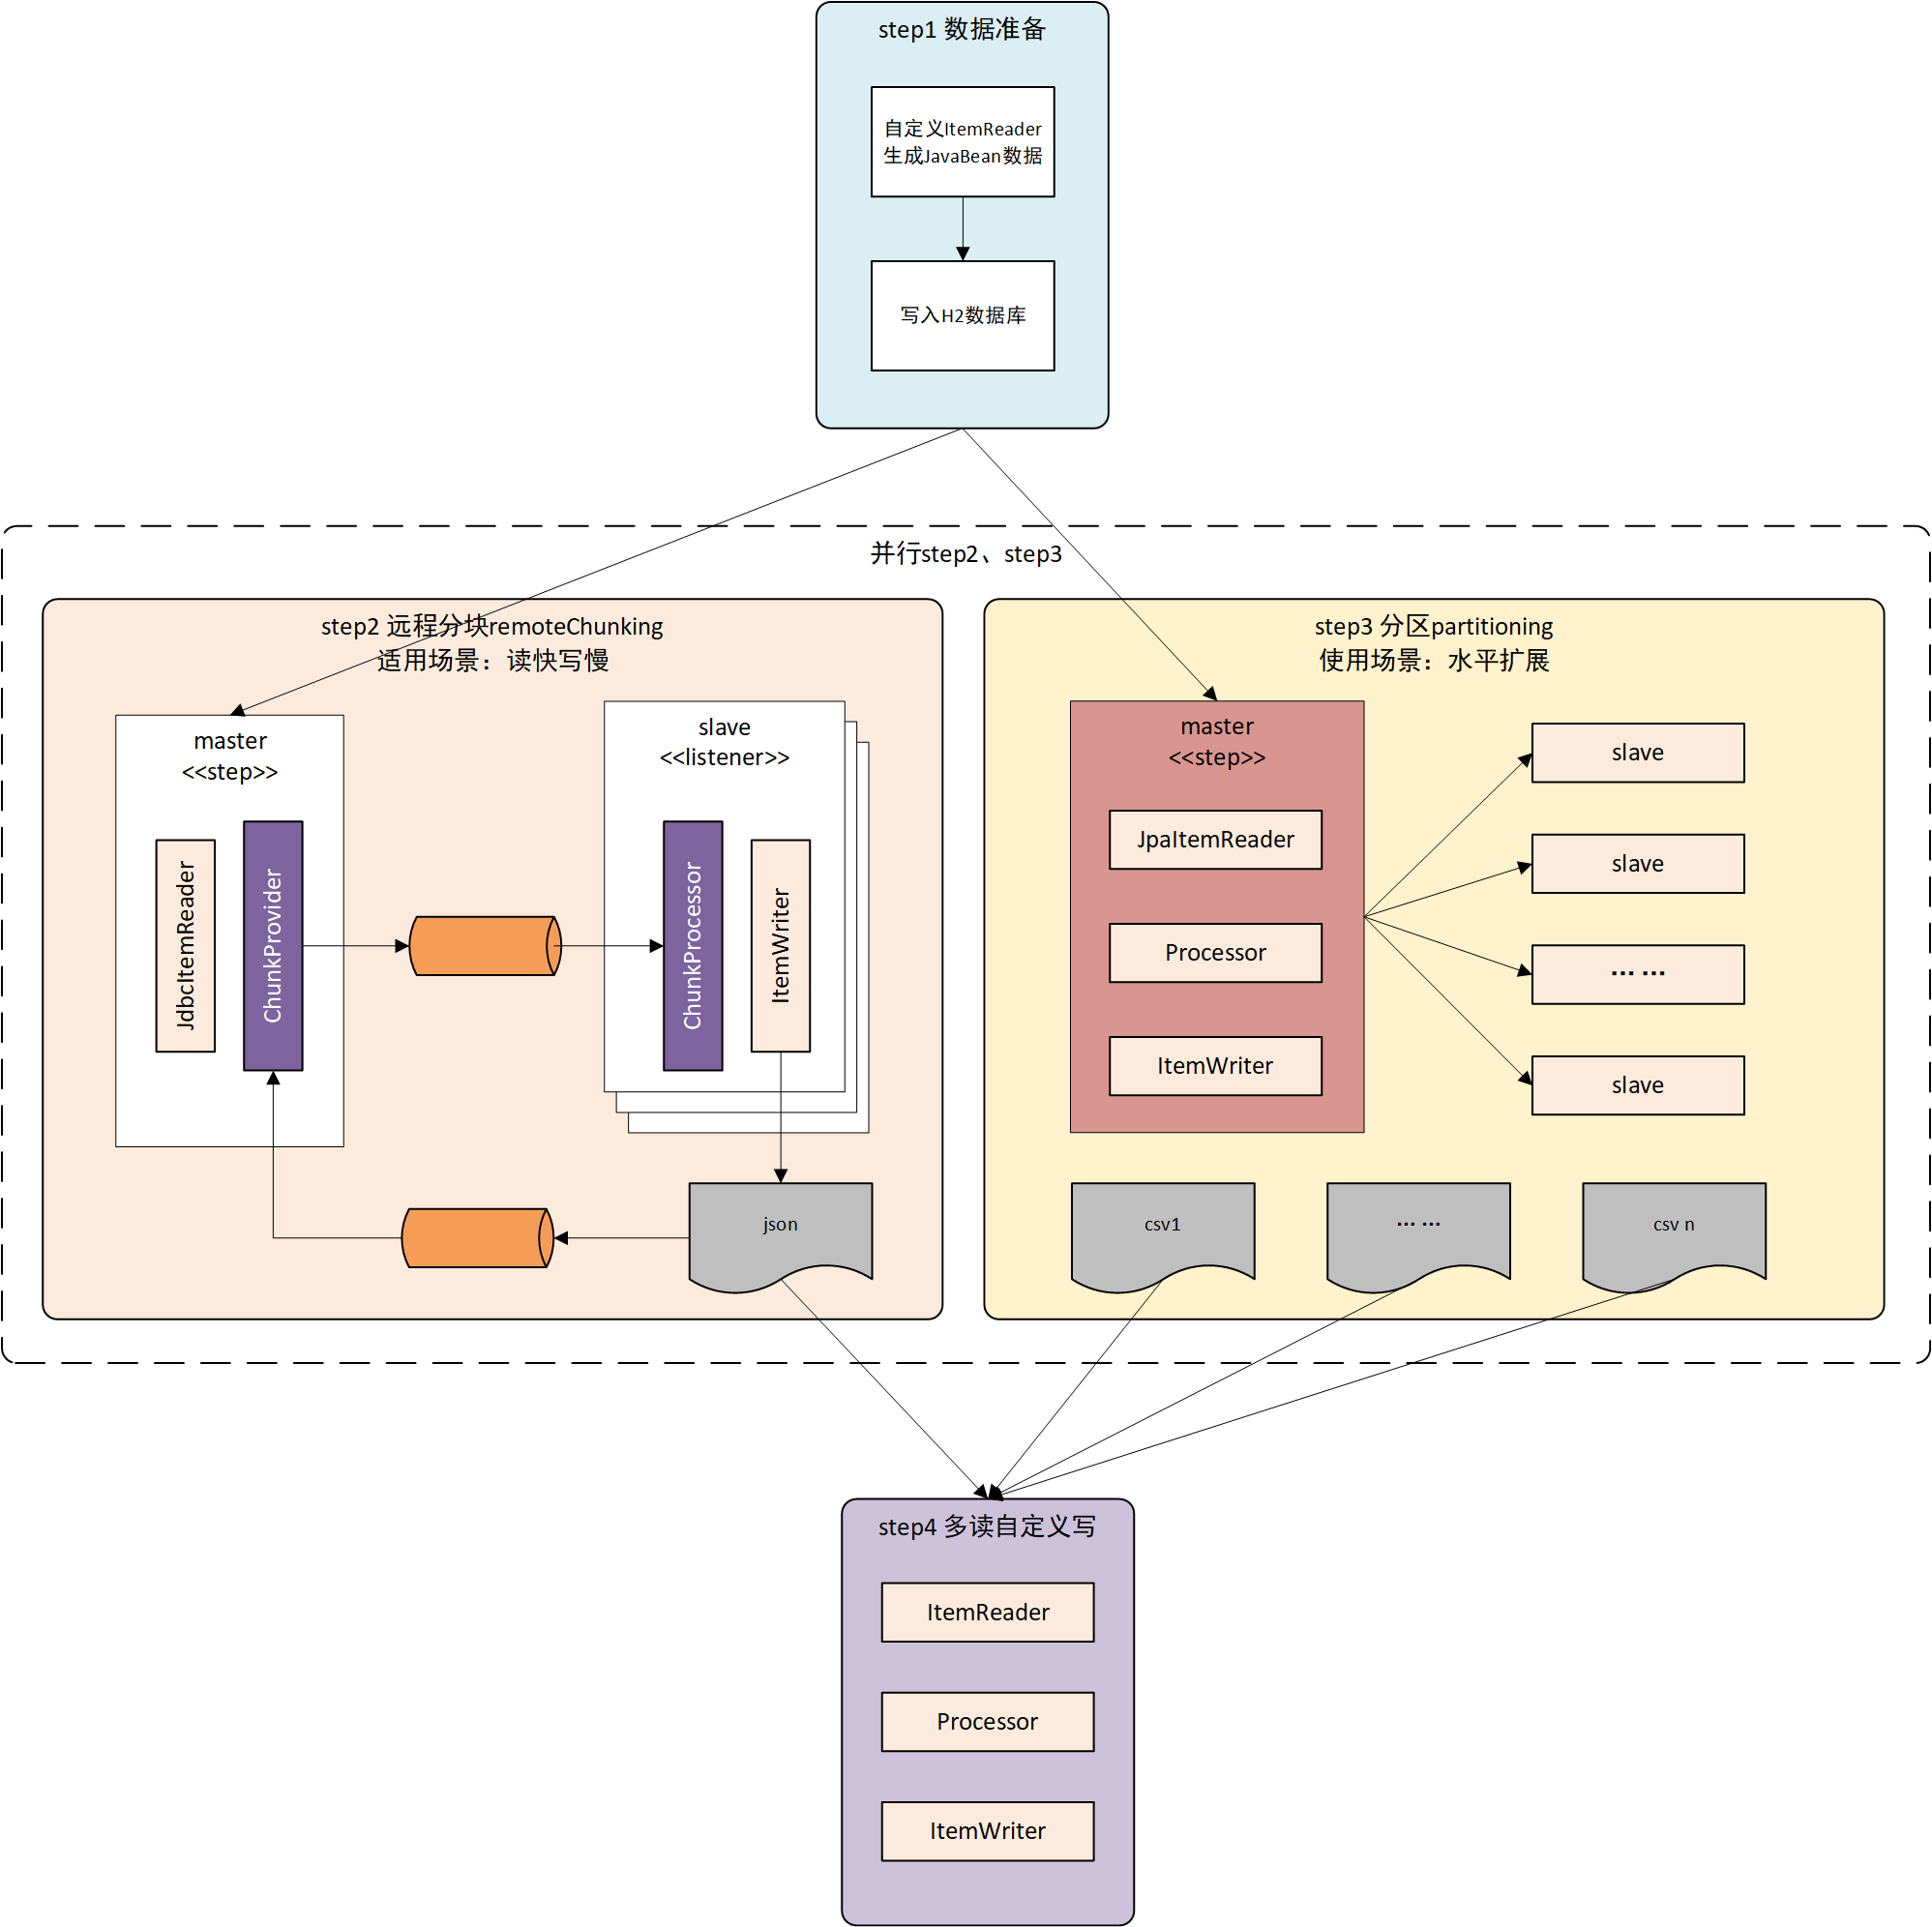 step1 数据准备
自定义ItemReader
生成JavaBean数据
写入H2数据库
并行step2、step3
step2 远程分块remoteChunking
适用场景：读快写慢
master
<<step>>
JdbcItemReader
ChunkProvider
slave
<<listener>>
ChunkProcessor
ItemWriter
json
step3 分区partitioning
使用场景：水平扩展
master
<<step>>
JpaItemReader
Processor
ItemWriter
slave
slave
... ...
slave
csv1
... ...
csv n
step4 多读自定义写
ItemReader
Processor
ItemWriter